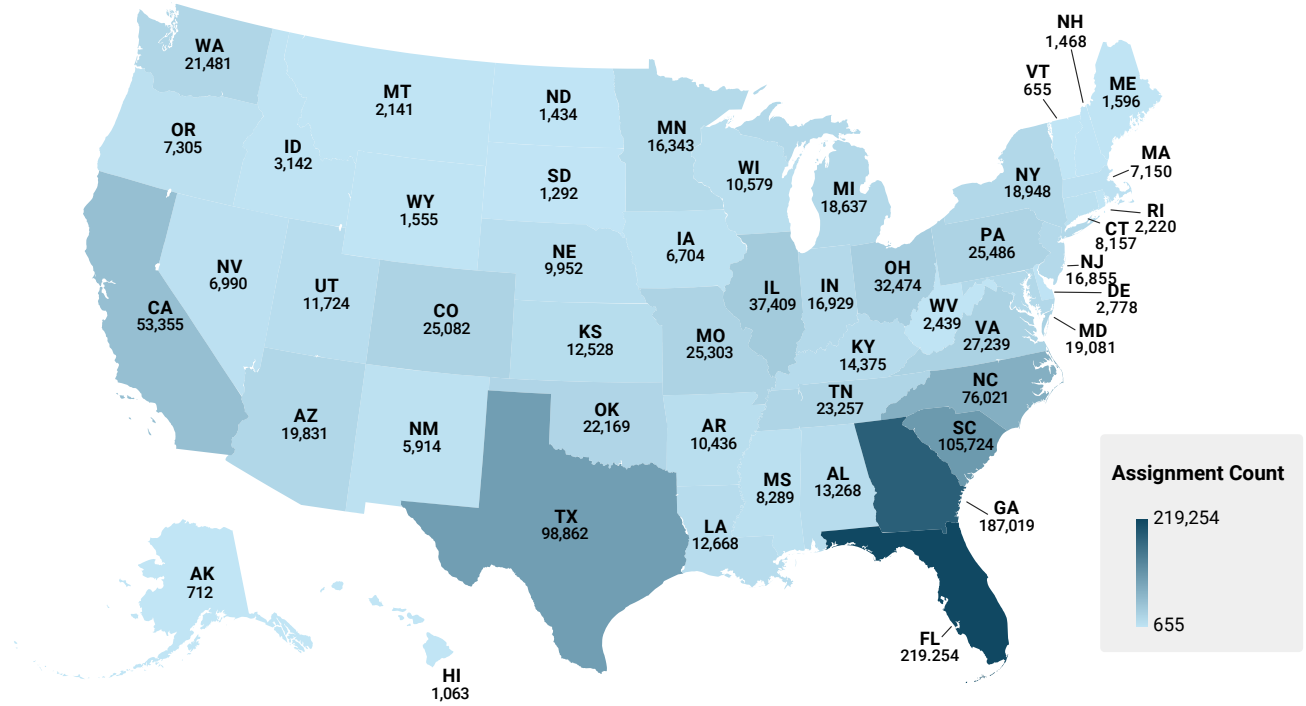 NH
1,468
VT
655
ME
1,596
WA
21,481
MT
2,141
ND
1,434
MN
16,343
OR
7,305
ID
3,142
WI
10,579
MI
18,637
NY
18,948
MA
7,150
SD
1,292
WY
1,555
RI
2,220
CT
8,157
PA
25,486
NJ
16,855
IA
6,704
NE
9,952
NV
6,990
UT
11,724
CO
25,082
IL
37,409
IN
16,929
OH
32,474
DE
2,778
WV
2,439
VA
27,239
MD
19,081
CA
53,355
KS
12,528
MO
25,303
KY
14,375
NC
76,021
TN
23,257
AZ
19,831
NM
5,914
OK
22,169
AR
10,436
SC
105,724
MS
8,289
AL
13,268
GA
187,019
TX
98,862
LA
12,668
AK
712
HI
1,063
FL
219.254
Assignment Count
219,254
655